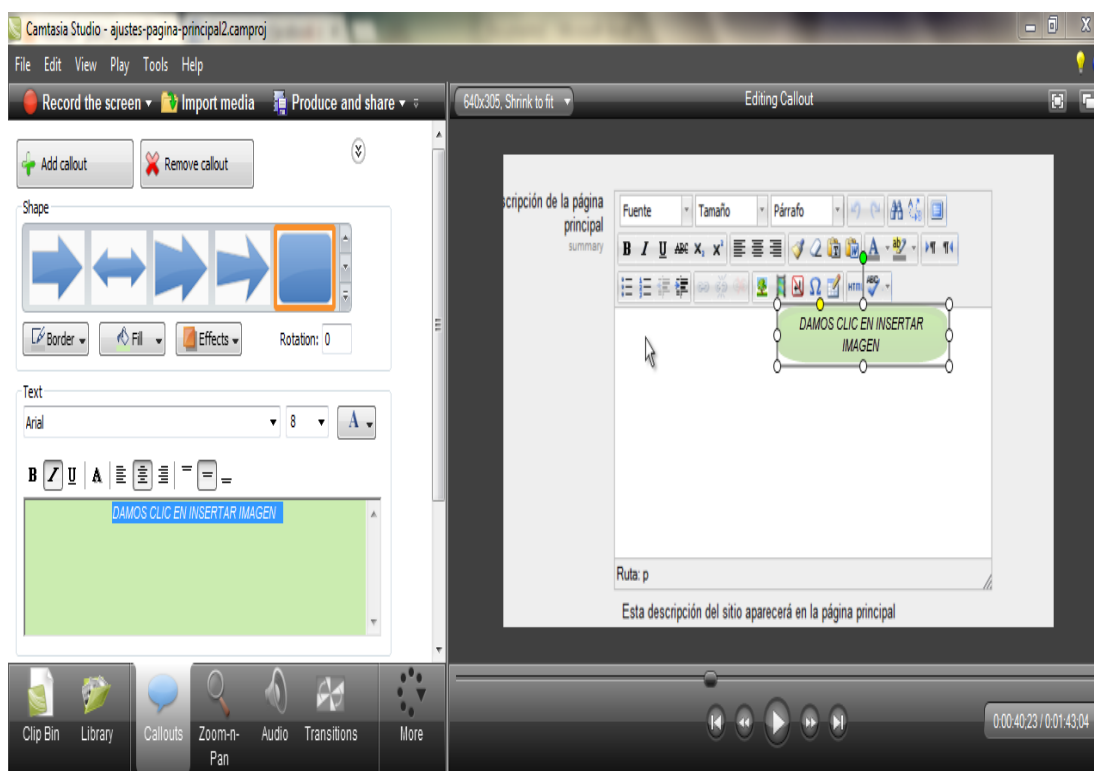 Camtasia Studio - ajustes-pagina-principal2.camproj
File Edit View Play Tools Help
Record the screen Import media Produce and share
640x305, Shrink to fit Editing Callout
Add callout Remove callout
Shape
Border Fill Effects Rotation: 0
Text
Arial 8 A
B I U A
DAMOS CLIC EN INSERTAR IMAGEN
scripción de la página
principal
summary
Fuente Tamaño Párrafo
B I U ABC X, X' A ab
Ω HTML ABC
DAMOS CLIC EN INSERTAR
IMAGEN
Ruta: p
Esta descripción del sitio aparecerá en la página principal
Clip Bin Library Callouts Zoom-n-
Pan Audio Transitions More
0:00:40;23 / 0:01:43;04